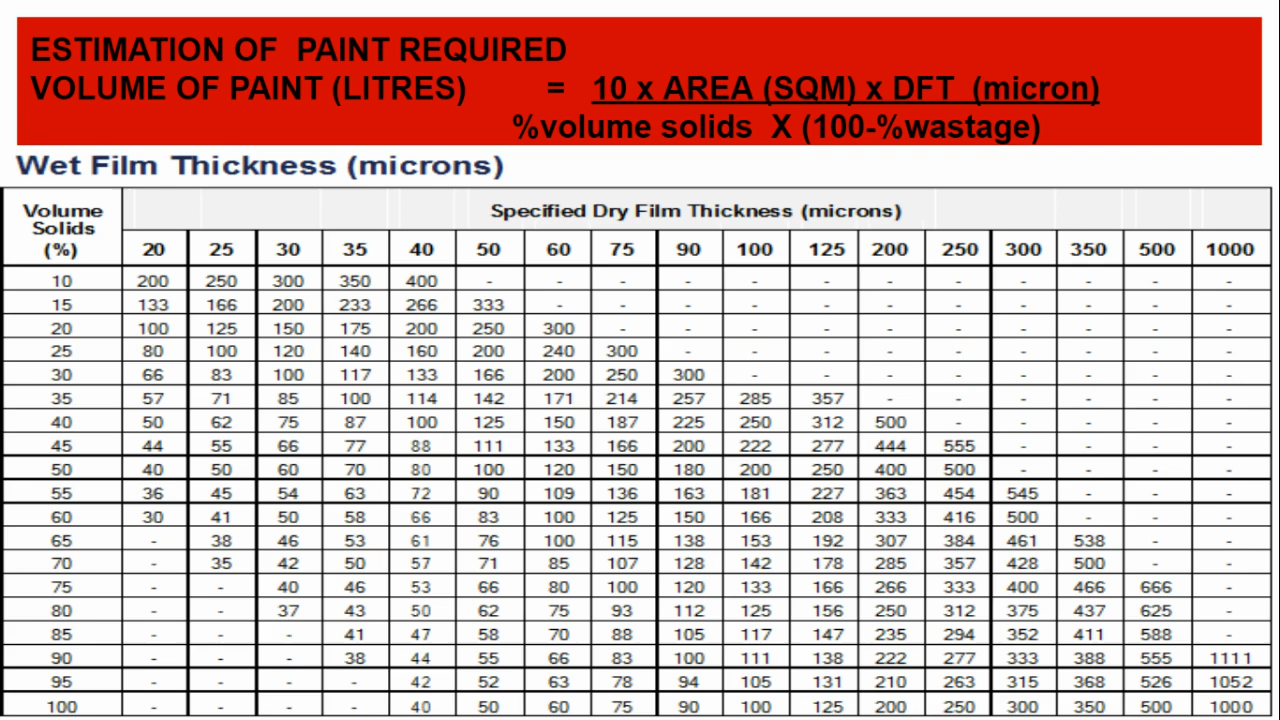 ESTIMATION OF PAINT REQUIRED
VOLUME OF PAINT (LITRES) = 10 x AREA (SQM) x DFT (micron)
%volume solids X (100-%wastage)
Wet Film Thickness (microns)
Volume Solids (%) Specified Dry Film Thickness (microns)
20 25 30 35 40 50 60 75 90 100 125 200 250 300 350 500 1000
10 200 250 300 350 400 - - - - - - - - - - - -
15 133 166 200 233 266 333 - - - - - - - - - - -
20 100 125 150 175 200 250 300 - - - - - - - - - -
25 80 100 120 140 160 200 240 300 - - - - - - - - -
30 66 83 100 117 133 166 200 250 300 - - - - - - - -
35 57 71 85 100 114 142 171 214 257 285 357 - - - - - -
40 50 62 75 87 100 125 150 187 225 250 312 500 - - - - -
45 44 55 66 77 88 111 133 166 200 222 277 444 555 - - - -
50 40 50 60 70 80 100 120 150 180 200 250 400 500 - - - -
55 36 45 54 63 72 90 109 136 163 181 227 363 454 545 - - -
60 30 41 50 58 66 83 100 125 150 166 208 333 416 500 - - -
65 - 38 46 53 61 76 100 115 138 153 192 307 384 461 538 - -
70 - 35 42 50 57 71 85 107 128 142 178 285 357 428 500 - -
75 - - 40 46 53 66 80 100 120 133 166 266 333 400 466 666 -
80 - - 37 43 50 62 75 93 112 125 156 250 312 375 437 625 -
85 - - - 41 47 58 70 88 105 117 147 235 294 352 411 588 -
90 - - - 38 44 55 66 83 100 111 138 222 277 333 388 555 1111
95 - - - - 42 52 63 78 94 105 131 210 263 315 368 526 1052
100 - - - - 40 50 60 75 90 100 125 200 250 300 350 500 1000